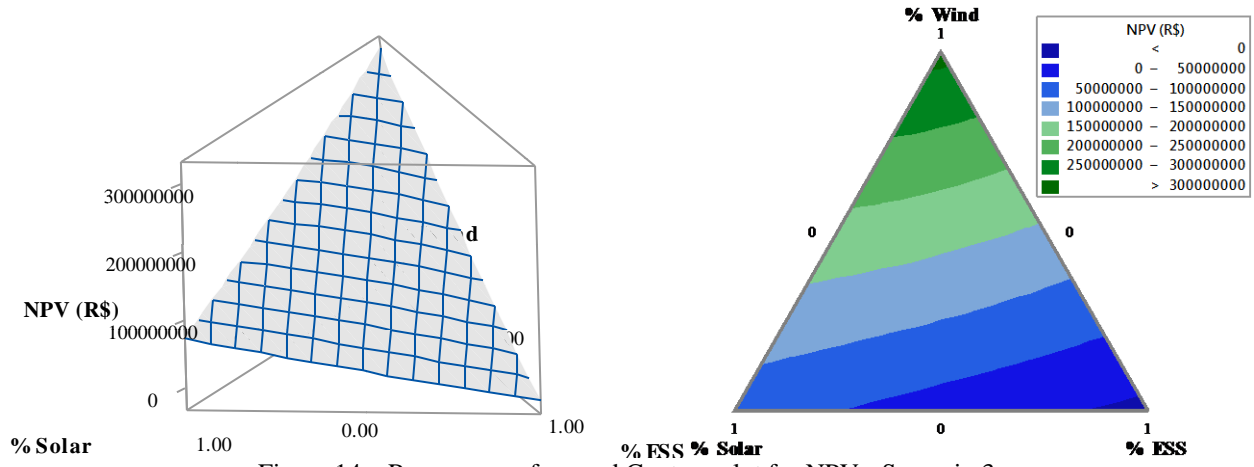 300000000
200000000
NPV (R$)
100000000
0
% Solar
1.00
0.00
1.00
% ESS
d
00
% Wind
1
0
0
1
0
1
% Solar
% ESS
NPV (R$)
< 0
0 – 50000000
50000000 – 100000000
100000000 – 150000000
150000000 – 200000000
200000000 – 250000000
250000000 – 300000000
> 300000000